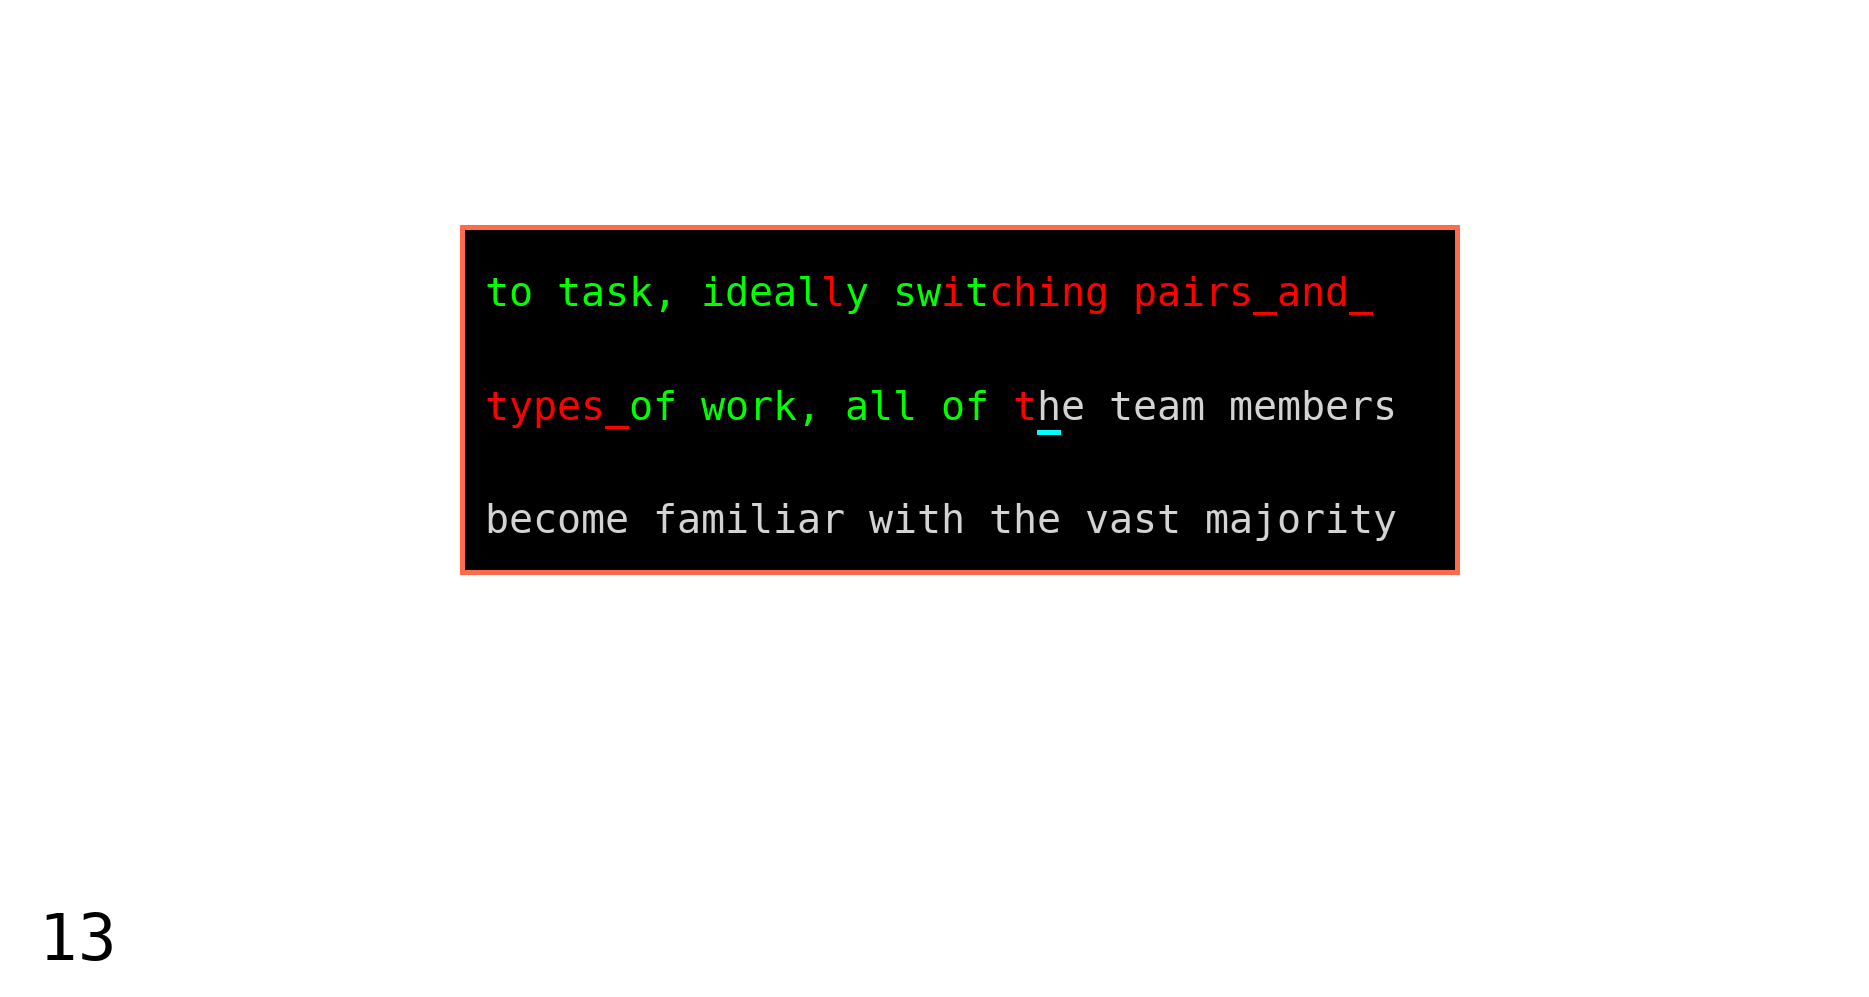 to task, ideally switching pairs_and_
types_of work, all of the team members
become familiar with the vast majority
13